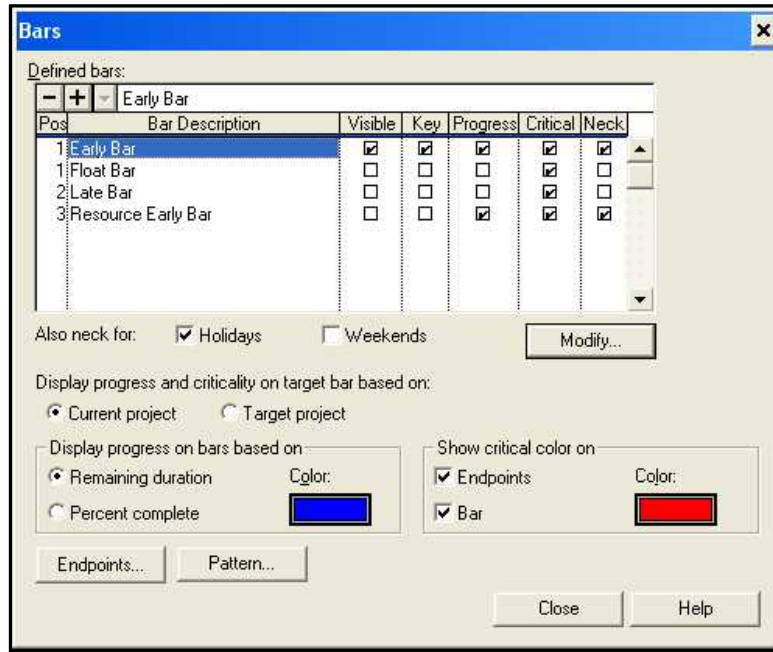 Bars
Defined bars:
Early Bar
Pos Bar Description Visible Key Progress Critical Neck
1 Early Bar
1 Float Bar
2 Late Bar
3 Resource Early Bar
Also neck for: Holidays Weekends Modify...
Display progress and criticality on target bar based on:
Current project Target project
Display progress on bars based on Show critical color on
Remaining duration Color: Endpoints Color:
Percent complete Bar
Endpoints... Pattern...
Close Help